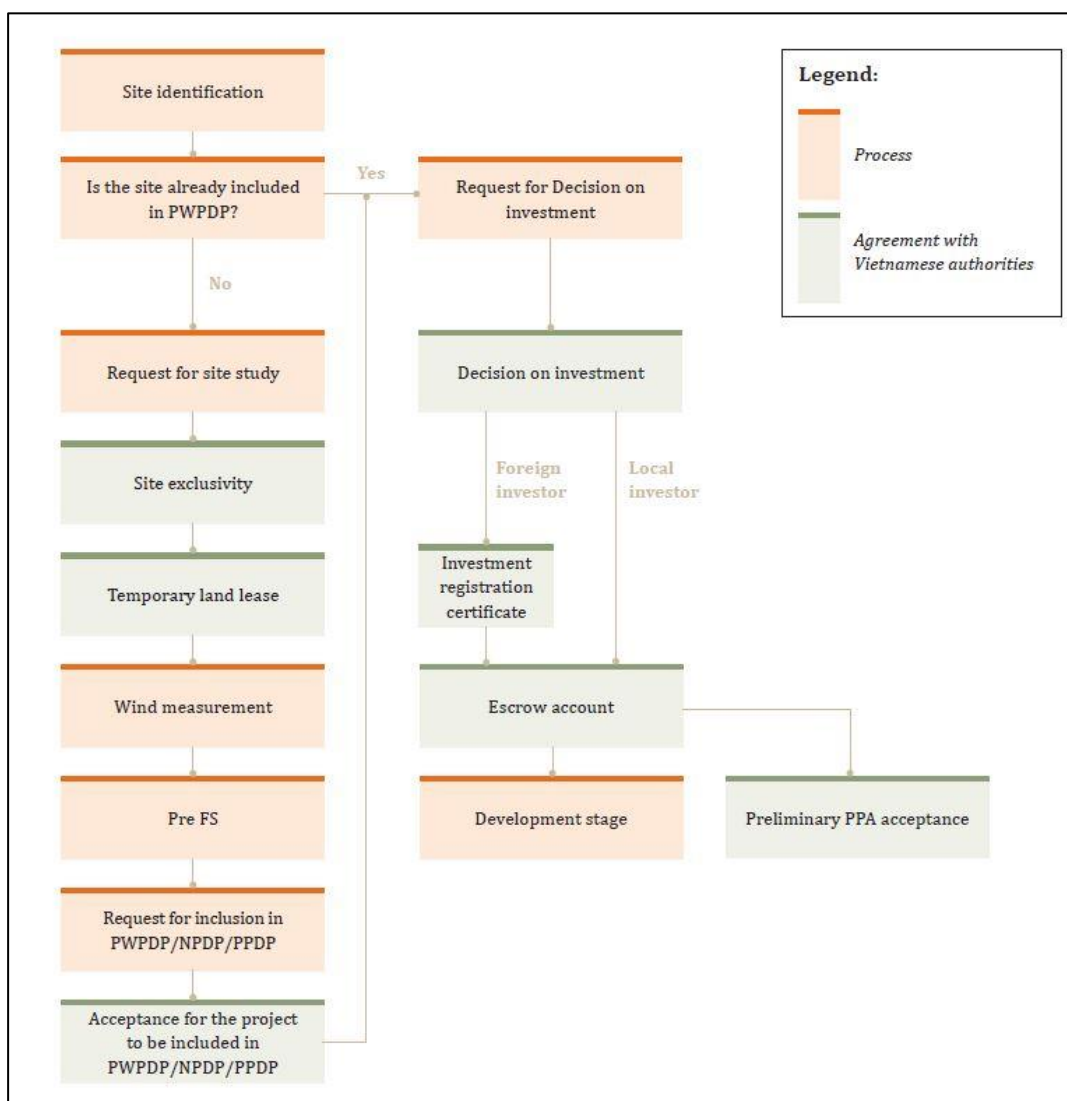 Site identification
Is the site already included
in PWPDP?
Yes
No
Request for site study
Site exclusivity
Temporary land lease
Wind measurement
Pre FS
Request for inclusion in
PWPDP/NPDP/PPDP
Acceptance for the project
to be included in
PWPDP/NPDP/PPDP
Request for Decision on
investment
Decision on investment
Foreign
investor
Local
investor
Investment
registration
certificate
Escrow account
Development stage
Preliminary PPA acceptance
Legend:
Process
Agreement with
Vietnamese authorities